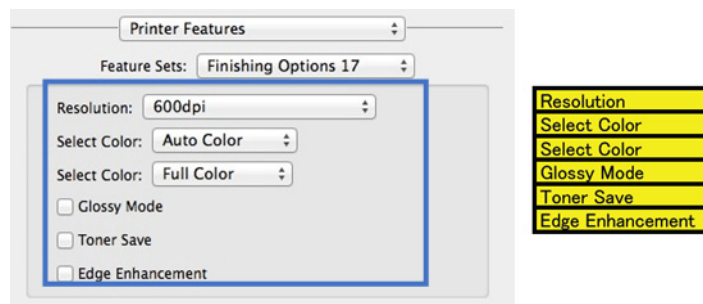 Printer Features
Feature Sets: Finishing Options 17
Resolution: 600dpi
Select Color: Auto Color
Select Color: Full Color
Glossy Mode
Toner Save
Edge Enhancement
Resolution
Select Color
Select Color
Glossy Mode
Toner Save
Edge Enhancement